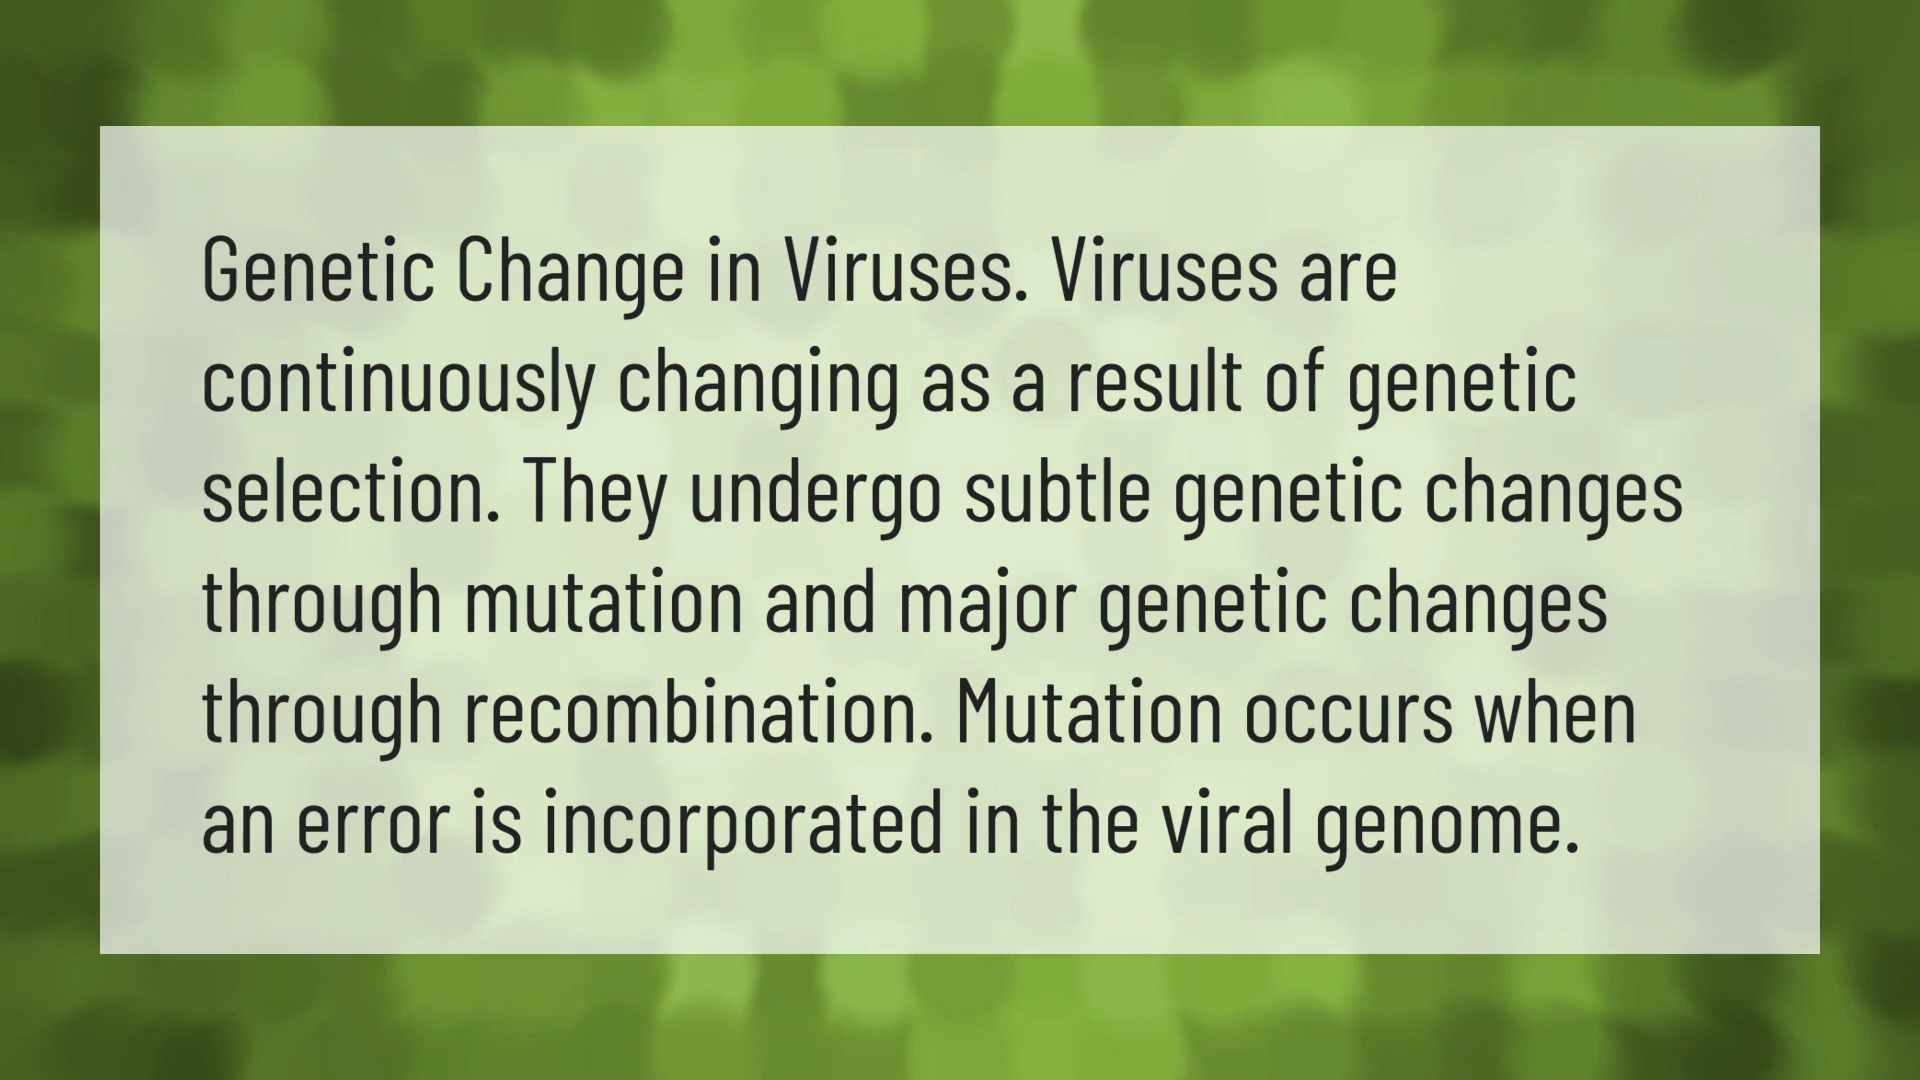 Genetic Change in Viruses. Viruses are
continuously changing as a result of genetic
selection. They undergo subtle genetic changes
through mutation and major genetic changes
through recombination. Mutation occurs when
an error is incorporated in the viral genome.